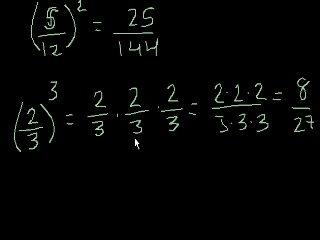 (5/12)² = 25/144
(2/3)³ = 2/3 · 2/3 · 2/3 = 2·2·2/3·3·3 = 8/27